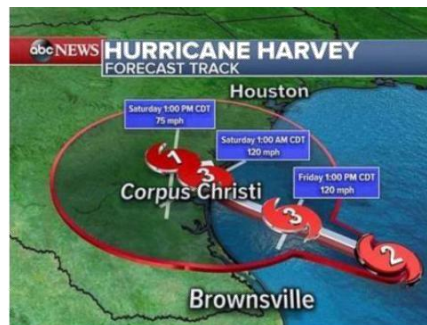 abc NEWS HURRICANE HARVEY
FORECAST TRACK
Houston
Saturday 1:00 PM CDT
75 mph
Saturday 1:00 AM CDT
120 mph
Friday 1:00 PM CDT
120 mph
1
3
Corpus Christi
3
2
Brownsville